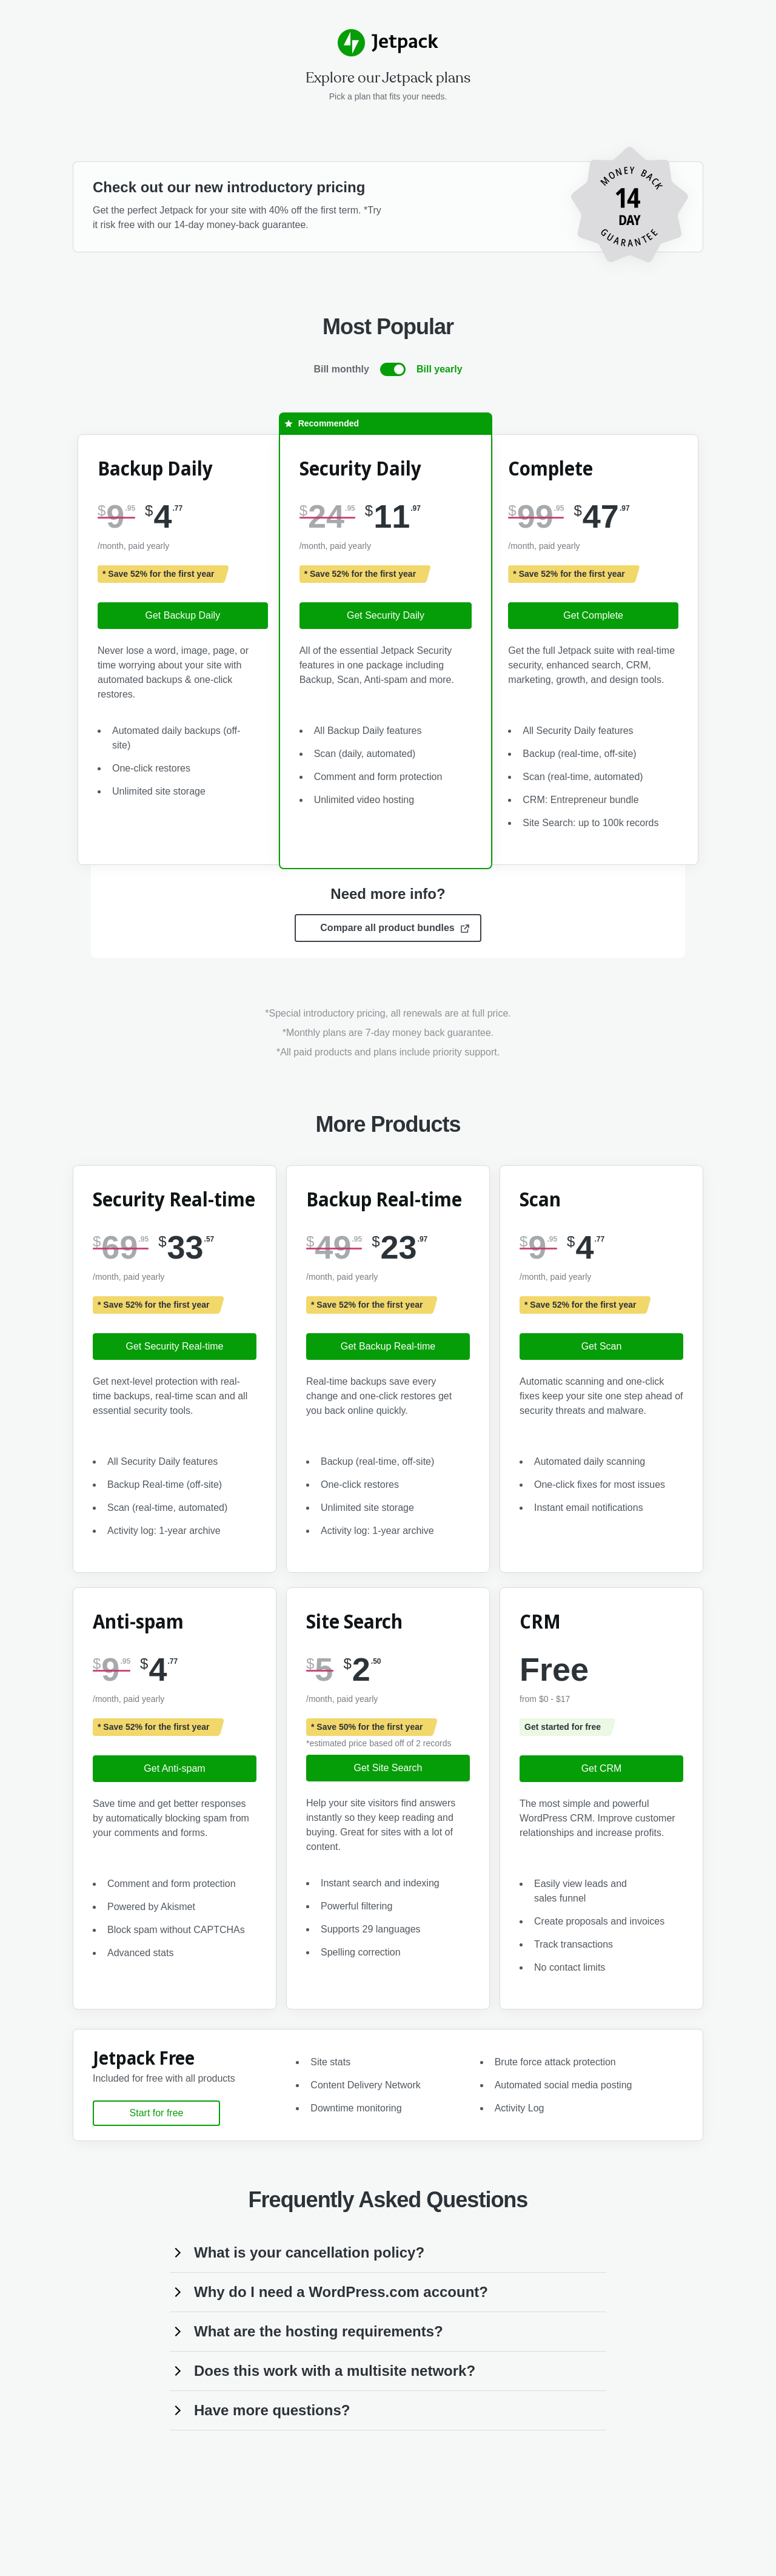 Jetpack
Explore our Jetpack plans
Pick a plan that fits your needs.
Check out our new introductory pricing
Get the perfect Jetpack for your site with 40% off the first term. *Try
it risk free with our 14-day money-back guarantee.
MONEY BACK
14
DAY
GUARANTEE
Most Popular
Bill monthly
Bill yearly
Recommended
Backup Daily
$9.95 $4.77
/month, paid yearly
* Save 52% for the first year
Get Backup Daily
Never lose a word, image, page, or
time worrying about your site with
automated backups & one-click
restores.
Automated daily backups (off-
site)
One-click restores
Unlimited site storage
Security Daily
$24.95 $11.97
/month, paid yearly
* Save 52% for the first year
Get Security Daily
All of the essential Jetpack Security
features in one package including
Backup, Scan, Anti-spam and more.
All Backup Daily features
Scan (daily, automated)
Comment and form protection
Unlimited video hosting
Complete
$99.95 $47.97
/month, paid yearly
* Save 52% for the first year
Get Complete
Get the full Jetpack suite with real-time
security, enhanced search, CRM,
marketing, growth, and design tools.
All Security Daily features
Backup (real-time, off-site)
Scan (real-time, automated)
CRM: Entrepreneur bundle
Site Search: up to 100k records
Need more info?
Compare all product bundles
*Special introductory pricing, all renewals are at full price.
*Monthly plans are 7-day money back guarantee.
*All paid products and plans include priority support.
More Products
Security Real-time
$69.95 $33.57
/month, paid yearly
* Save 52% for the first year
Get Security Real-time
Get next-level protection with real-
time backups, real-time scan and all
essential security tools.
All Security Daily features
Backup Real-time (off-site)
Scan (real-time, automated)
Activity log: 1-year archive
Backup Real-time
$49.95 $23.97
/month, paid yearly
* Save 52% for the first year
Get Backup Real-time
Real-time backups save every
change and one-click restores get
you back online quickly.
Backup (real-time, off-site)
One-click restores
Unlimited site storage
Activity log: 1-year archive
Scan
$9.95 $4.77
/month, paid yearly
* Save 52% for the first year
Get Scan
Automatic scanning and one-click
fixes keep your site one step ahead of
security threats and malware.
Automated daily scanning
One-click fixes for most issues
Instant email notifications
Anti-spam
$9.95 $4.77
/month, paid yearly
* Save 52% for the first year
Get Anti-spam
Save time and get better responses
by automatically blocking spam from
your comments and forms.
Comment and form protection
Powered by Akismet
Block spam without CAPTCHAs
Advanced stats
Site Search
$5 $2.50
/month, paid yearly
* Save 50% for the first year
*estimated price based off of 2 records
Get Site Search
Help your site visitors find answers
instantly so they keep reading and
buying. Great for sites with a lot of
content.
Instant search and indexing
Powerful filtering
Supports 29 languages
Spelling correction
CRM
Free
from $0 - $17
Get started for free
Get CRM
The most simple and powerful
WordPress CRM. Improve customer
relationships and increase profits.
Easily view leads and
sales funnel
Create proposals and invoices
Track transactions
No contact limits
Jetpack Free
Included for free with all products
Start for free
Site stats
Content Delivery Network
Downtime monitoring
Brute force attack protection
Automated social media posting
Activity Log
Frequently Asked Questions
What is your cancellation policy?
Why do I need a WordPress.com account?
What are the hosting requirements?
Does this work with a multisite network?
Have more questions?